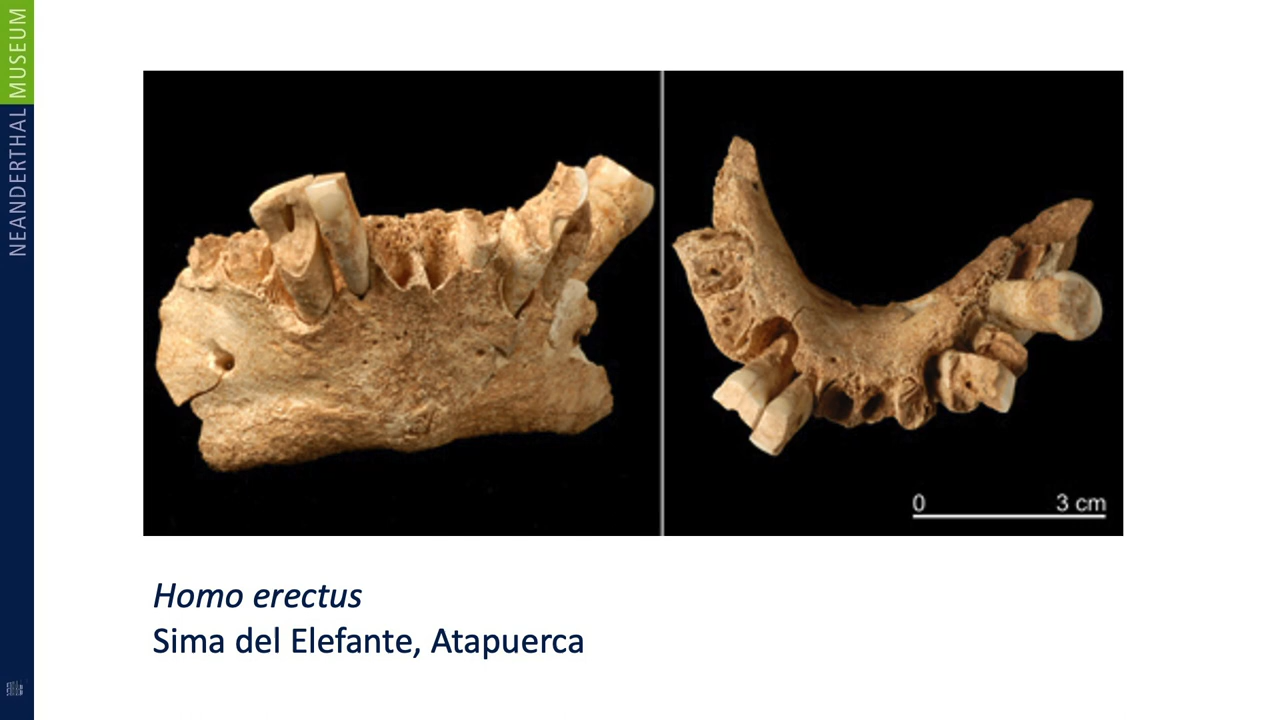 NEANDERTHAL MUSEUM
0 3 cm
Homo erectus
Sima del Elefante, Atapuerca